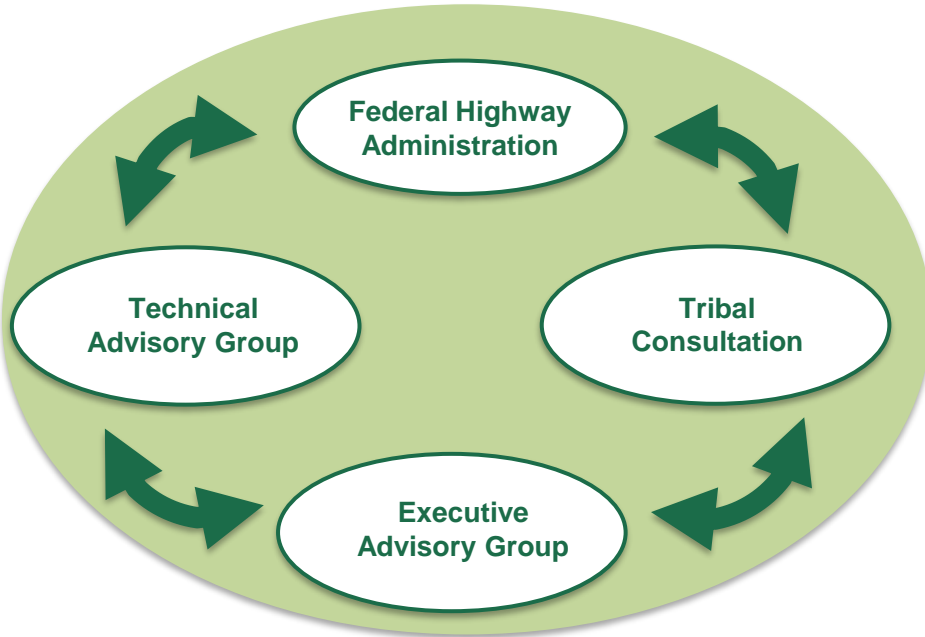 Federal Highway
Administration
Technical
Advisory Group
Tribal
Consultation
Executive
Advisory Group